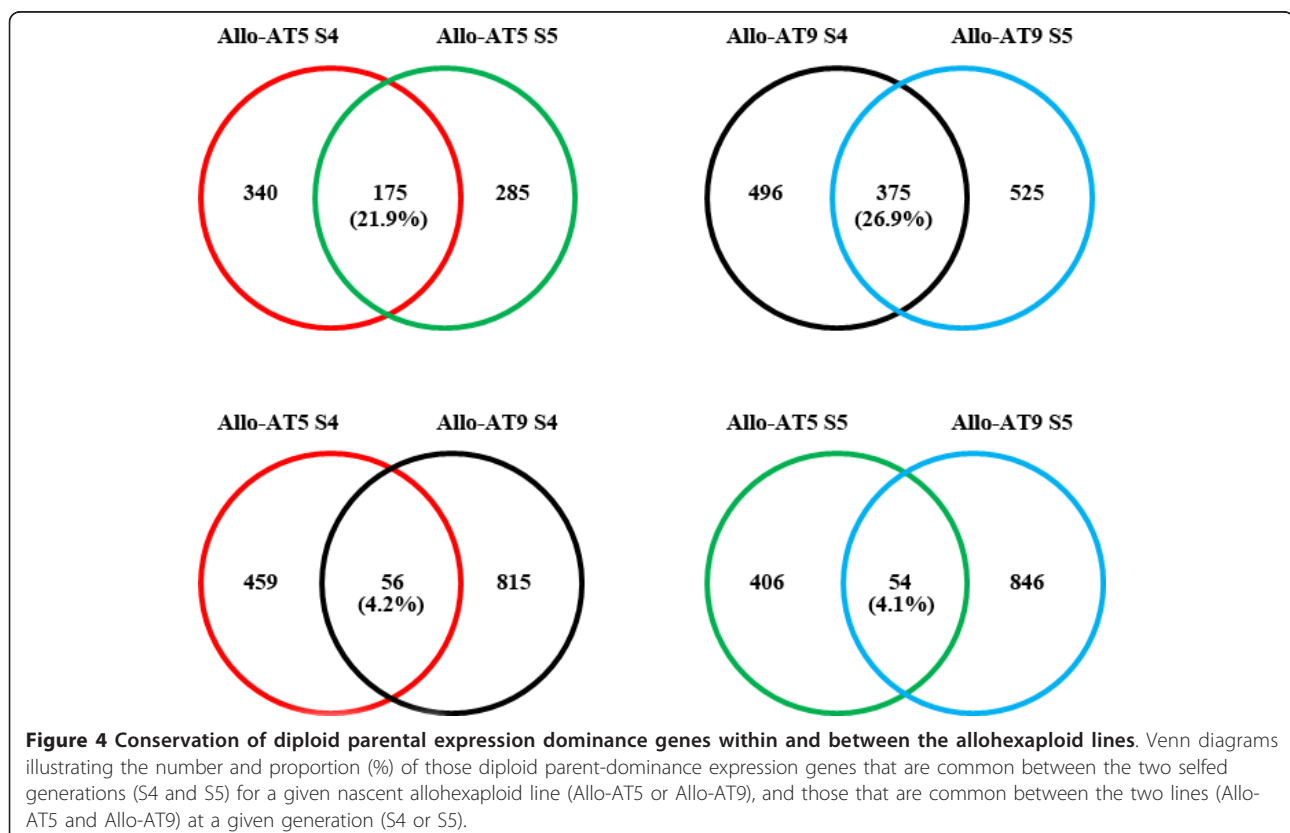 Allo-AT5 S4 Allo-AT5 S5 Allo-AT9 S4 Allo-AT9 S5
340 175 285 496 375 525
(21.9%) (26.9%)
Allo-AT5 S4 Allo-AT9 S4 Allo-AT5 S5 Allo-AT9 S5
459 56 815 406 54 846
(4.2%) (4.1%)
Figure 4 Conservation of diploid parental expression dominance genes within and between the allohexaploid lines. Venn diagrams
illustrating the number and proportion (%) of those diploid parent-dominance expression genes that are common between the two selfed
generations (S4 and S5) for a given nascent allohexaploid line (Allo-AT5 or Allo-AT9), and those that are common between the two lines (Allo-
AT5 and Allo-AT9) at a given generation (S4 or S5).